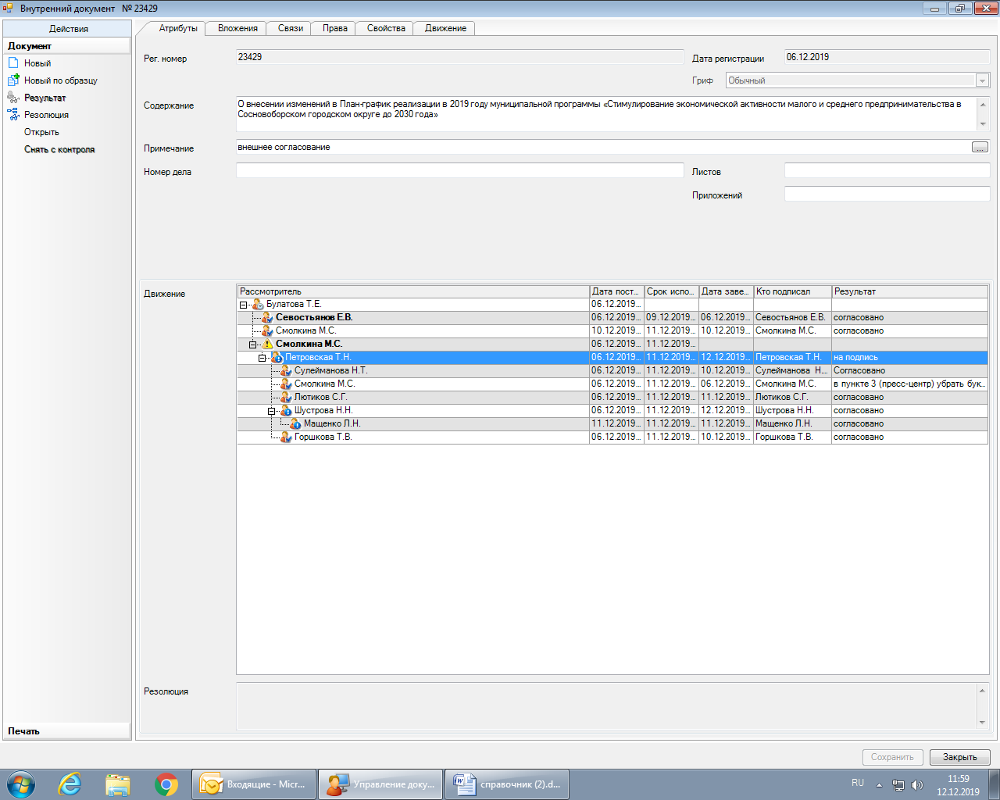 Внутренний документ № 23429
Действия
Документ
Новый
Новый по образцу
Результат
Резолюция
Открыть
Снять с контроля
Печать
Атрибуты Вложения Связи Права Свойства Движение
Рег. номер 23429 Дата регистрации 06.12.2019
Гриф Обычный
Содержание О внесении изменений в План-график реализации в 2019 году муниципальной программы «Стимулирование экономической активности малого и среднего предпринимательства в
Сосновоборском городском округе до 2030 года»
Примечание внешнее согласование ...
Номер дела Листов
Приложений
Движение
Рассмотритель Дата пост... Срок испо... Дата заве... Кто подписал Результат
Булатова Т.Е. 06.12.2019...
Севостьянов Е.В. 06.12.2019... 09.12.2019... 06.12.2019... Севостьянов Е.В. согласовано
Смолкина М.С. 10.12.2019... 11.12.2019... 10.12.2019... Смолкина М.С. согласовано
Смолкина М.С. 06.12.2019... 11.12.2019...
Петровская Т.Н. 06.12.2019... 11.12.2019... 12.12.2019... Петровская Т.Н. на подпись
Сулейманова Н.Т. 06.12.2019... 11.12.2019... 10.12.2019... Сулейманова Н.... Согласовано
Смолкина М.С. 06.12.2019... 11.12.2019... 06.12.2019... Смолкина М.С. в пункте 3 (пресс-центр) убрать бук...
Лютиков С.Г. 06.12.2019... 11.12.2019... 11.12.2019... Лютиков С.Г. согласовано
Шустрова Н.Н. 06.12.2019... 11.12.2019... 12.12.2019... Шустрова Н.Н. согласовано
Мащенко Л.Н. 11.12.2019... 11.12.2019... 11.12.2019... Мащенко Л.Н. согласовано
Горшкова Т.В. 06.12.2019... 11.12.2019... 10.12.2019... Горшкова Т.В. согласовано
Резолюция
Сохранить Закрыть
Входящие - Micr... Управление доку... справочник (2).d... RU 11:59
12.12.2019